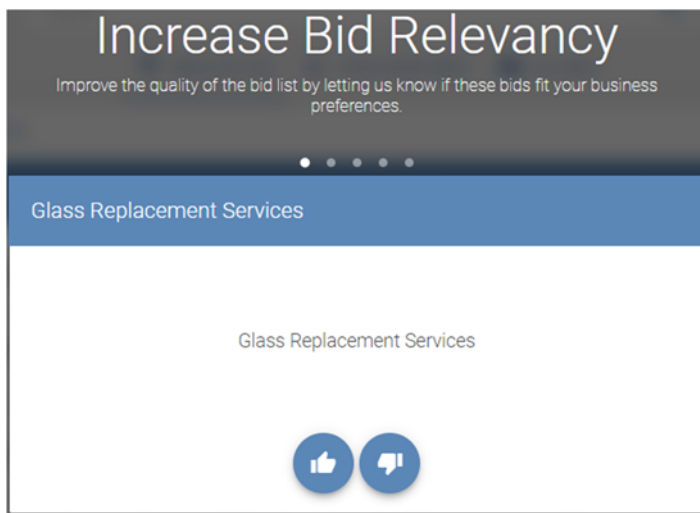 Increase Bid Relevancy
Improve the quality of the bid list by letting us know if these bids fit your business
preferences.
Glass Replacement Services
Glass Replacement Services